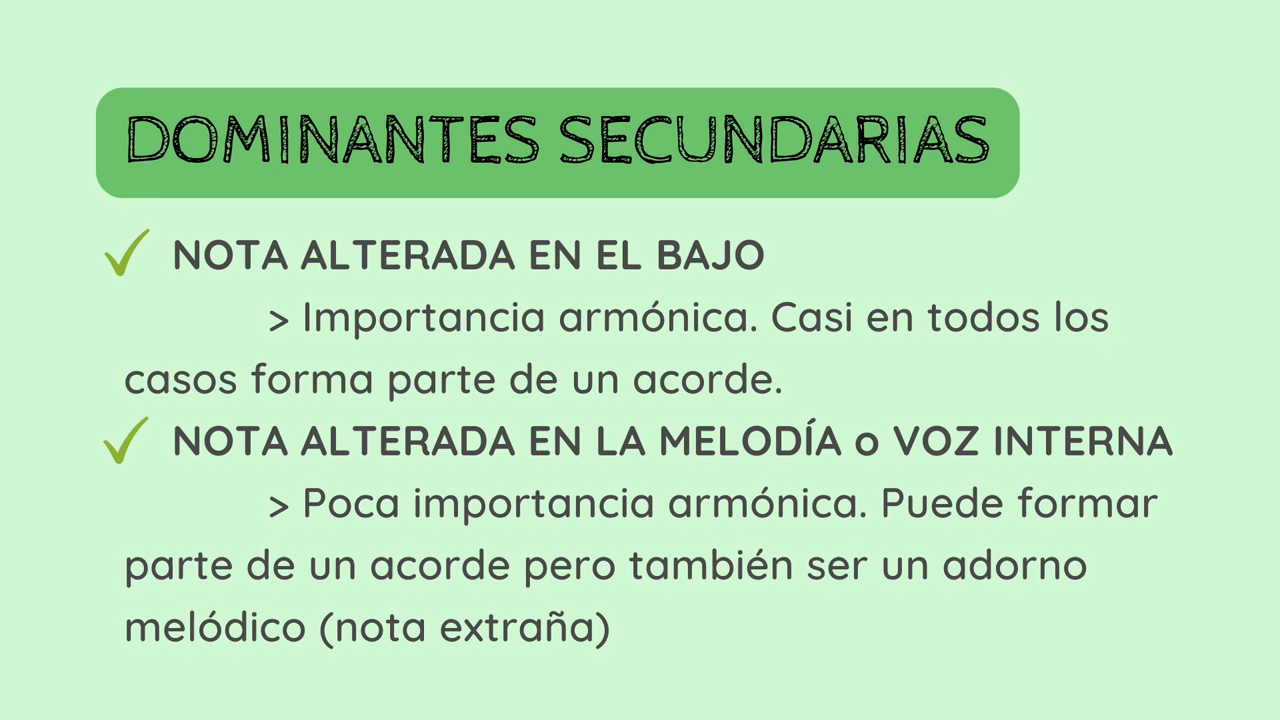 DOMINANTES SECUNDARIAS
NOTA ALTERADA EN EL BAJO
> Importancia armónica. Casi en todos los
casos forma parte de un acorde.
NOTA ALTERADA EN LA MELODÍA o VOZ INTERNA
> Poca importancia armónica. Puede formar
parte de un acorde pero también ser un adorno
melódico (nota extraña)